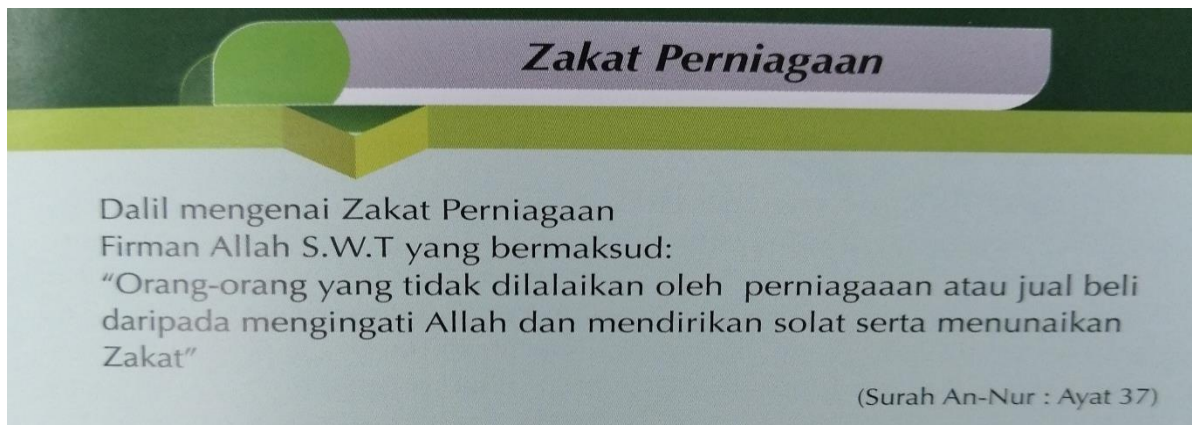 Zakat Perniagaan
Dalil mengenai Zakat Perniagaan
Firman Allah S.W.T yang bermaksud:
“Orang-orang yang tidak dilalaikan oleh perniagaaan atau jual beli
daripada mengingati Allah dan mendirikan solat serta menunaikan
Zakat”
(Surah An-Nur : Ayat 37)